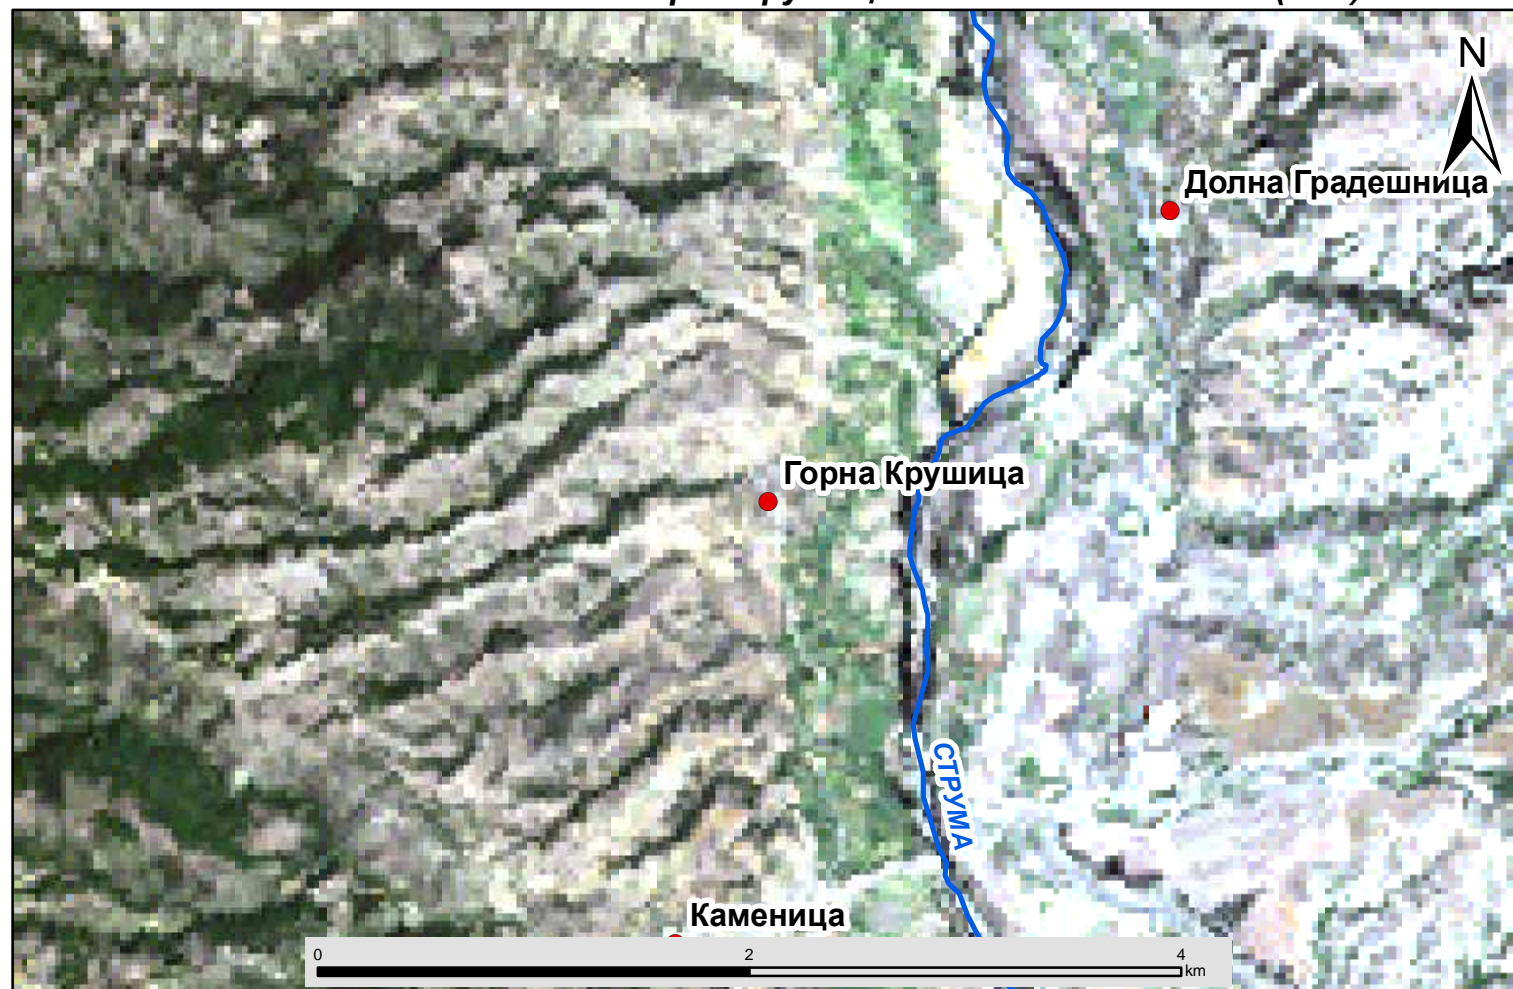 N
Долна Градешница
Горна Крушица
СТРУМА
Каменица
0 2 4
km